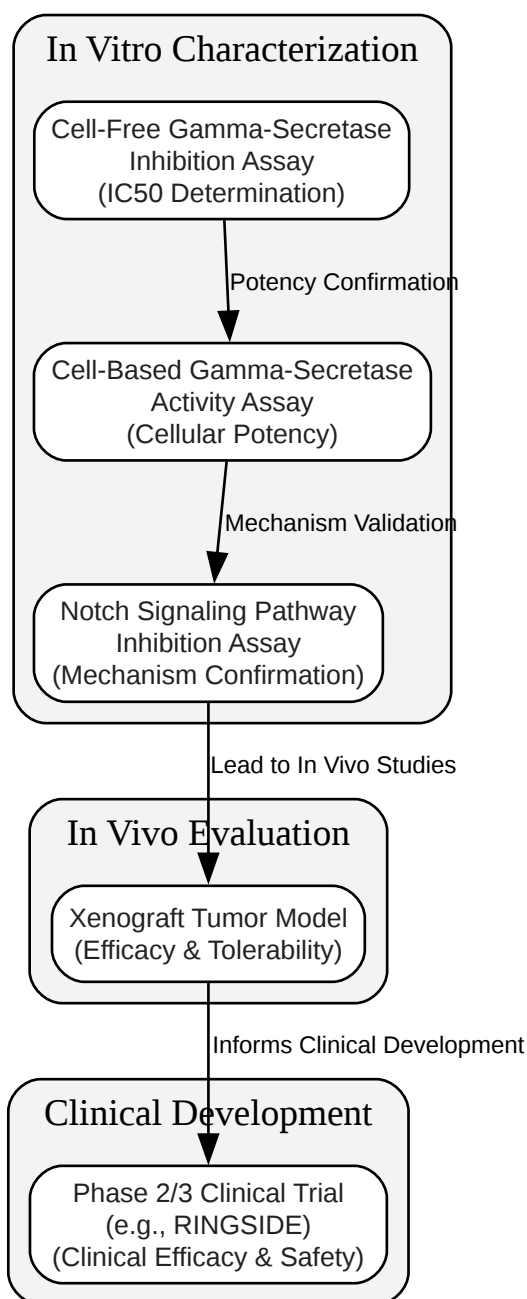 In Vitro Characterization
Cell-Free Gamma-Secretase
Inhibition Assay
(IC50 Determination)
Potency Confirmation
Cell-Based Gamma-Secretase
Activity Assay
(Cellular Potency)
Mechanism Validation
Notch Signaling Pathway
Inhibition Assay
(Mechanism Confirmation)
Lead to In Vivo Studies
In Vivo Evaluation
Xenograft Tumor Model
(Efficacy & Tolerability)
Informs Clinical Development
Clinical Development
Phase 2/3 Clinical Trial
(e.g., RINGSIDE)
(Clinical Efficacy & Safety)